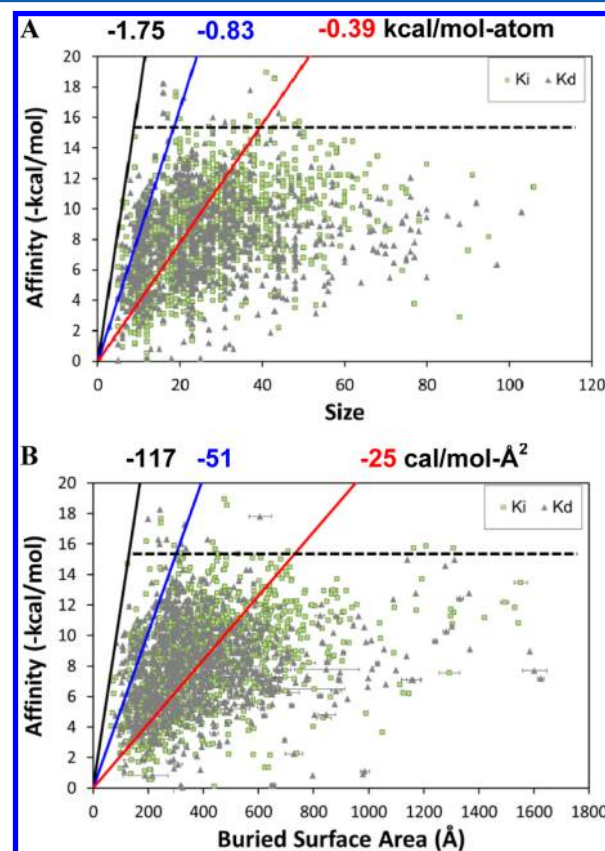 A
-1.75 -0.83 -0.39 kcal/mol-atom
20
18
16
14
12
10
8
6
4
2
0
Affinity (-kcal/mol)
Ki Kd
0 20 40 60 80 100 120
Size
B
-117 -51 -25 cal/mol-Å²
20
18
16
14
12
10
8
6
4
2
0
Affinity (-kcal/mol)
Ki Kd
0 200 400 600 800 1000 1200 1400 1600 1800
Buried Surface Area (Å)